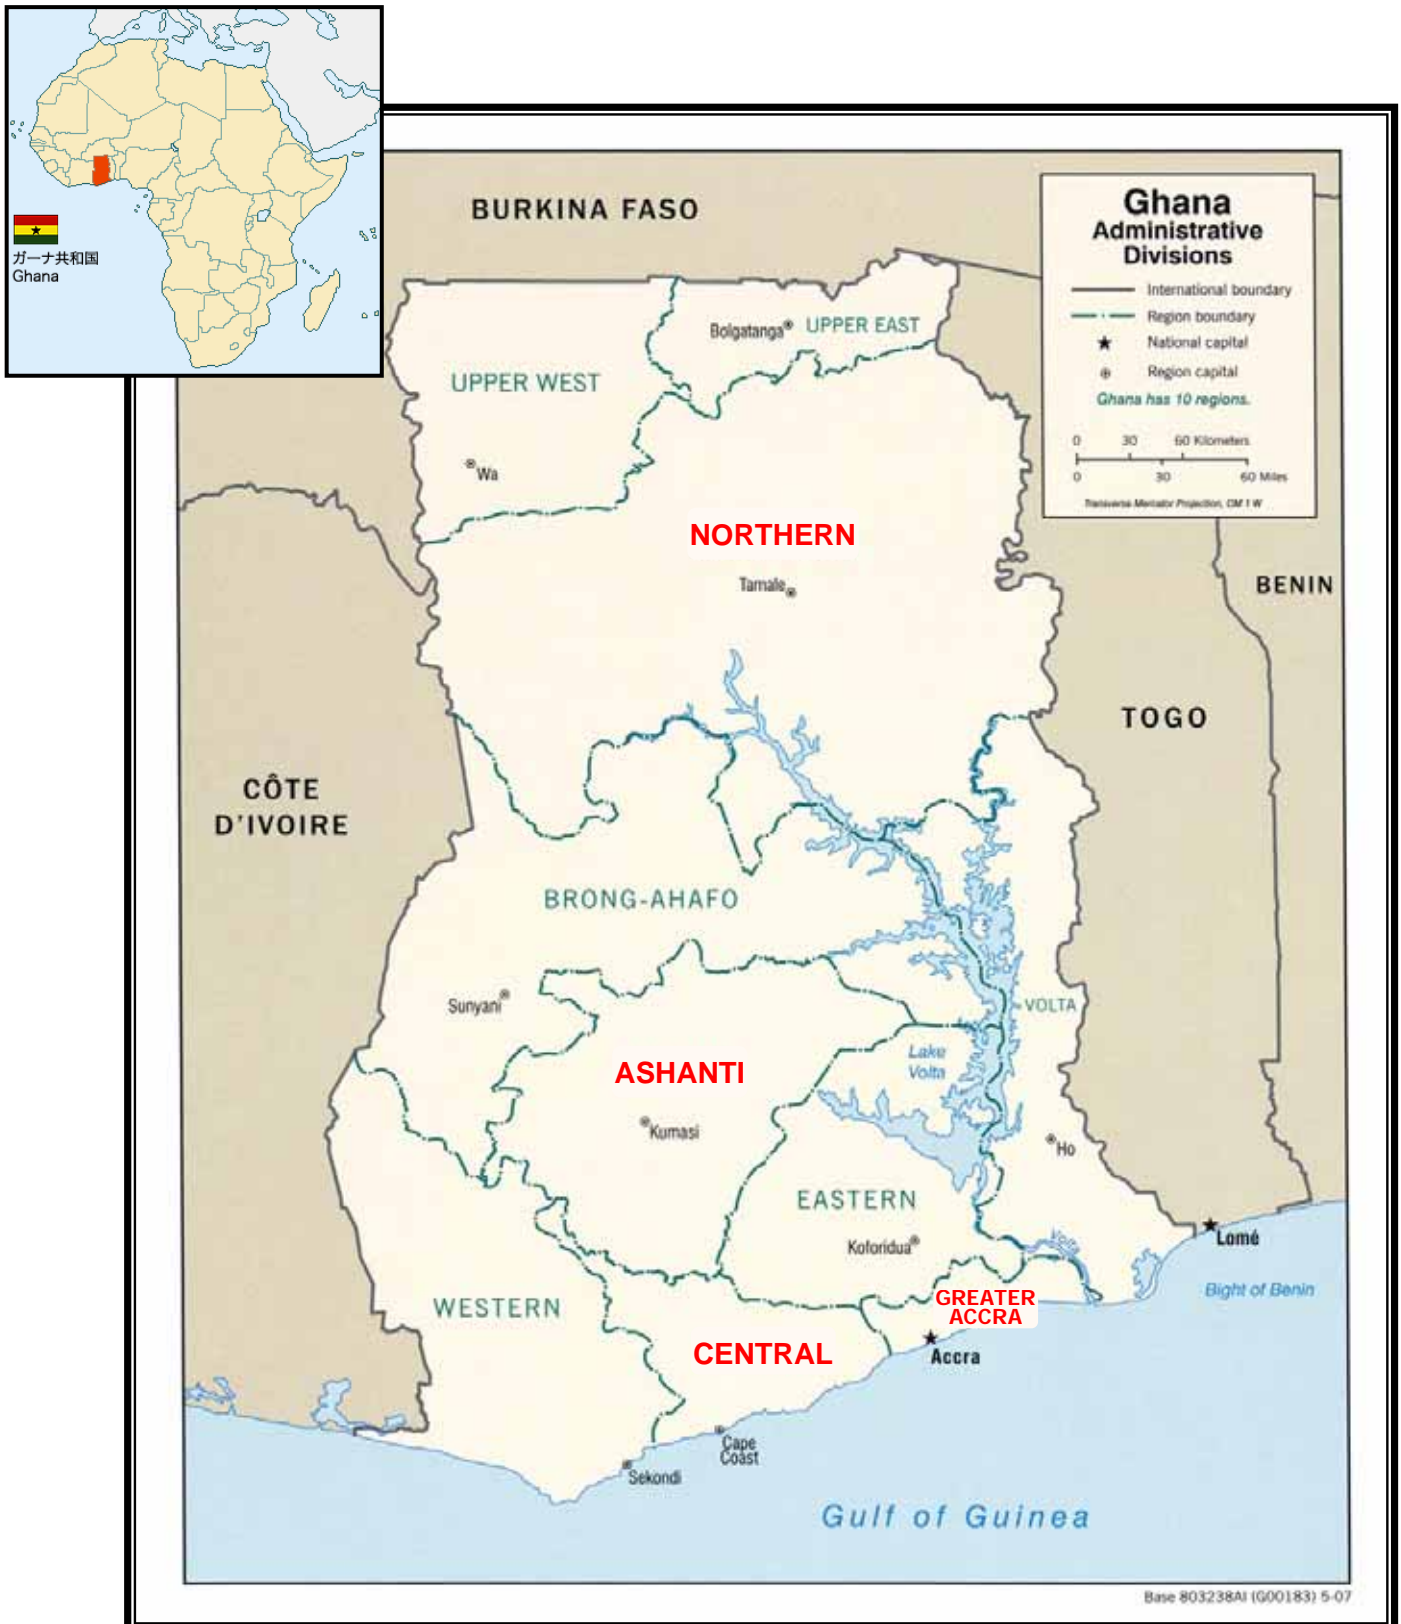 ガーナ共和国
Ghana
BURKINA FASO
Ghana
Administrative
Divisions
International boundary
Region boundary
National capital
Region capital
Ghana has 10 regions.
0 30 60 Kilometers
0 30 60 Miles
Transverse Mercator Projection, CM 1 W
Bolgatanga
UPPER EAST
UPPER WEST
Wa
NORTHERN
Tamale
BENIN
TOGO
CÔTE
D'IVOIRE
BRONG-AHAFO
Sunyani
VOLTA
Lake
Volta
ASHANTI
Kumasi
Ho
EASTERN
Koforidua
Volta
Lomé
Bight of Benin
WESTERN
GREATER
ACCRA
CENTRAL
Accra
Cape
Coast
Sekondi
Gulf of Guinea
Base 803238AI (G00183) 5-07